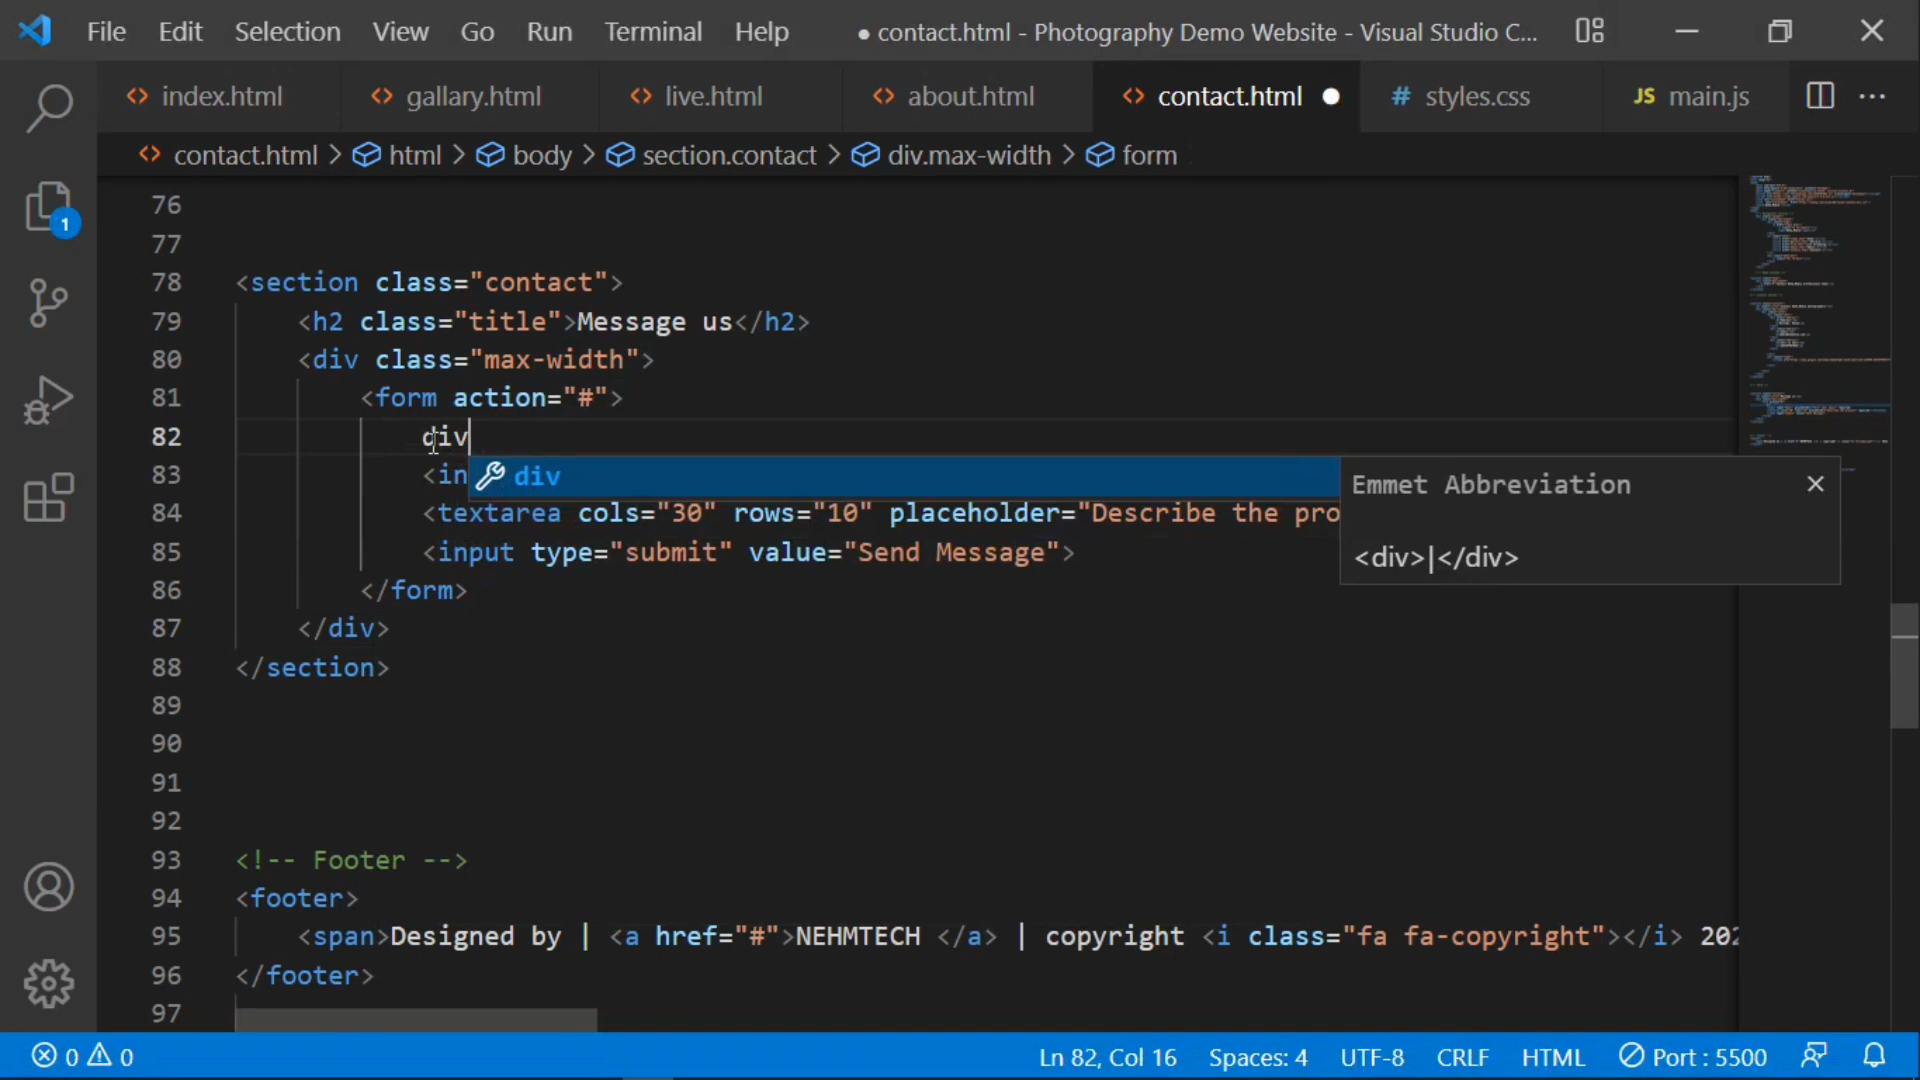 File Edit Selection View Go Run Terminal Help ● contact.html - Photography Demo Website - Visual Studio C...
index.html gallary.html live.html about.html contact.html ● # styles.css JS main.js ...
contact.html > html > body > section.contact > div.max-width > form
76
77
78 <section class="contact">
79 <h2 class="title">Message us</h2>
80 <div class="max-width">
81 <form action="#">
82 div
83 <in
div
Emmet Abbreviation
<div>|</div>
84 <textarea cols="30" rows="10" placeholder="Describe the pro
85 <input type="submit" value="Send Message">
86 </form>
87 </div>
88 </section>
89
90
91
92
93 <!-- Footer -->
94 <footer>
95 <span>Designed by | <a href="#">NEHMTECH </a> | copyright <i class="fa fa-copyright"></i> 202
96 </footer>
97
1
0 0 Ln 82, Col 16 Spaces: 4 UTF-8 CRLF HTML Port : 5500